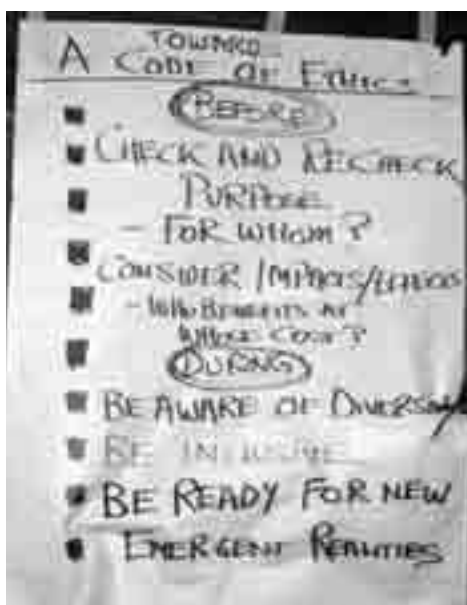 TOWARD
A CODE OF ETHICS
BEFORE
CHECK AND RECHECK
PURPOSE
- FOR WHOM?
CONSIDER IMPACTS/
- WHO BENEFITS AT
WHOSE COST?
DURING
BE AWARE OF DIVERSITY
BE INCLUSIVE
BE READY FOR NEW
EMERGENT REALITIES